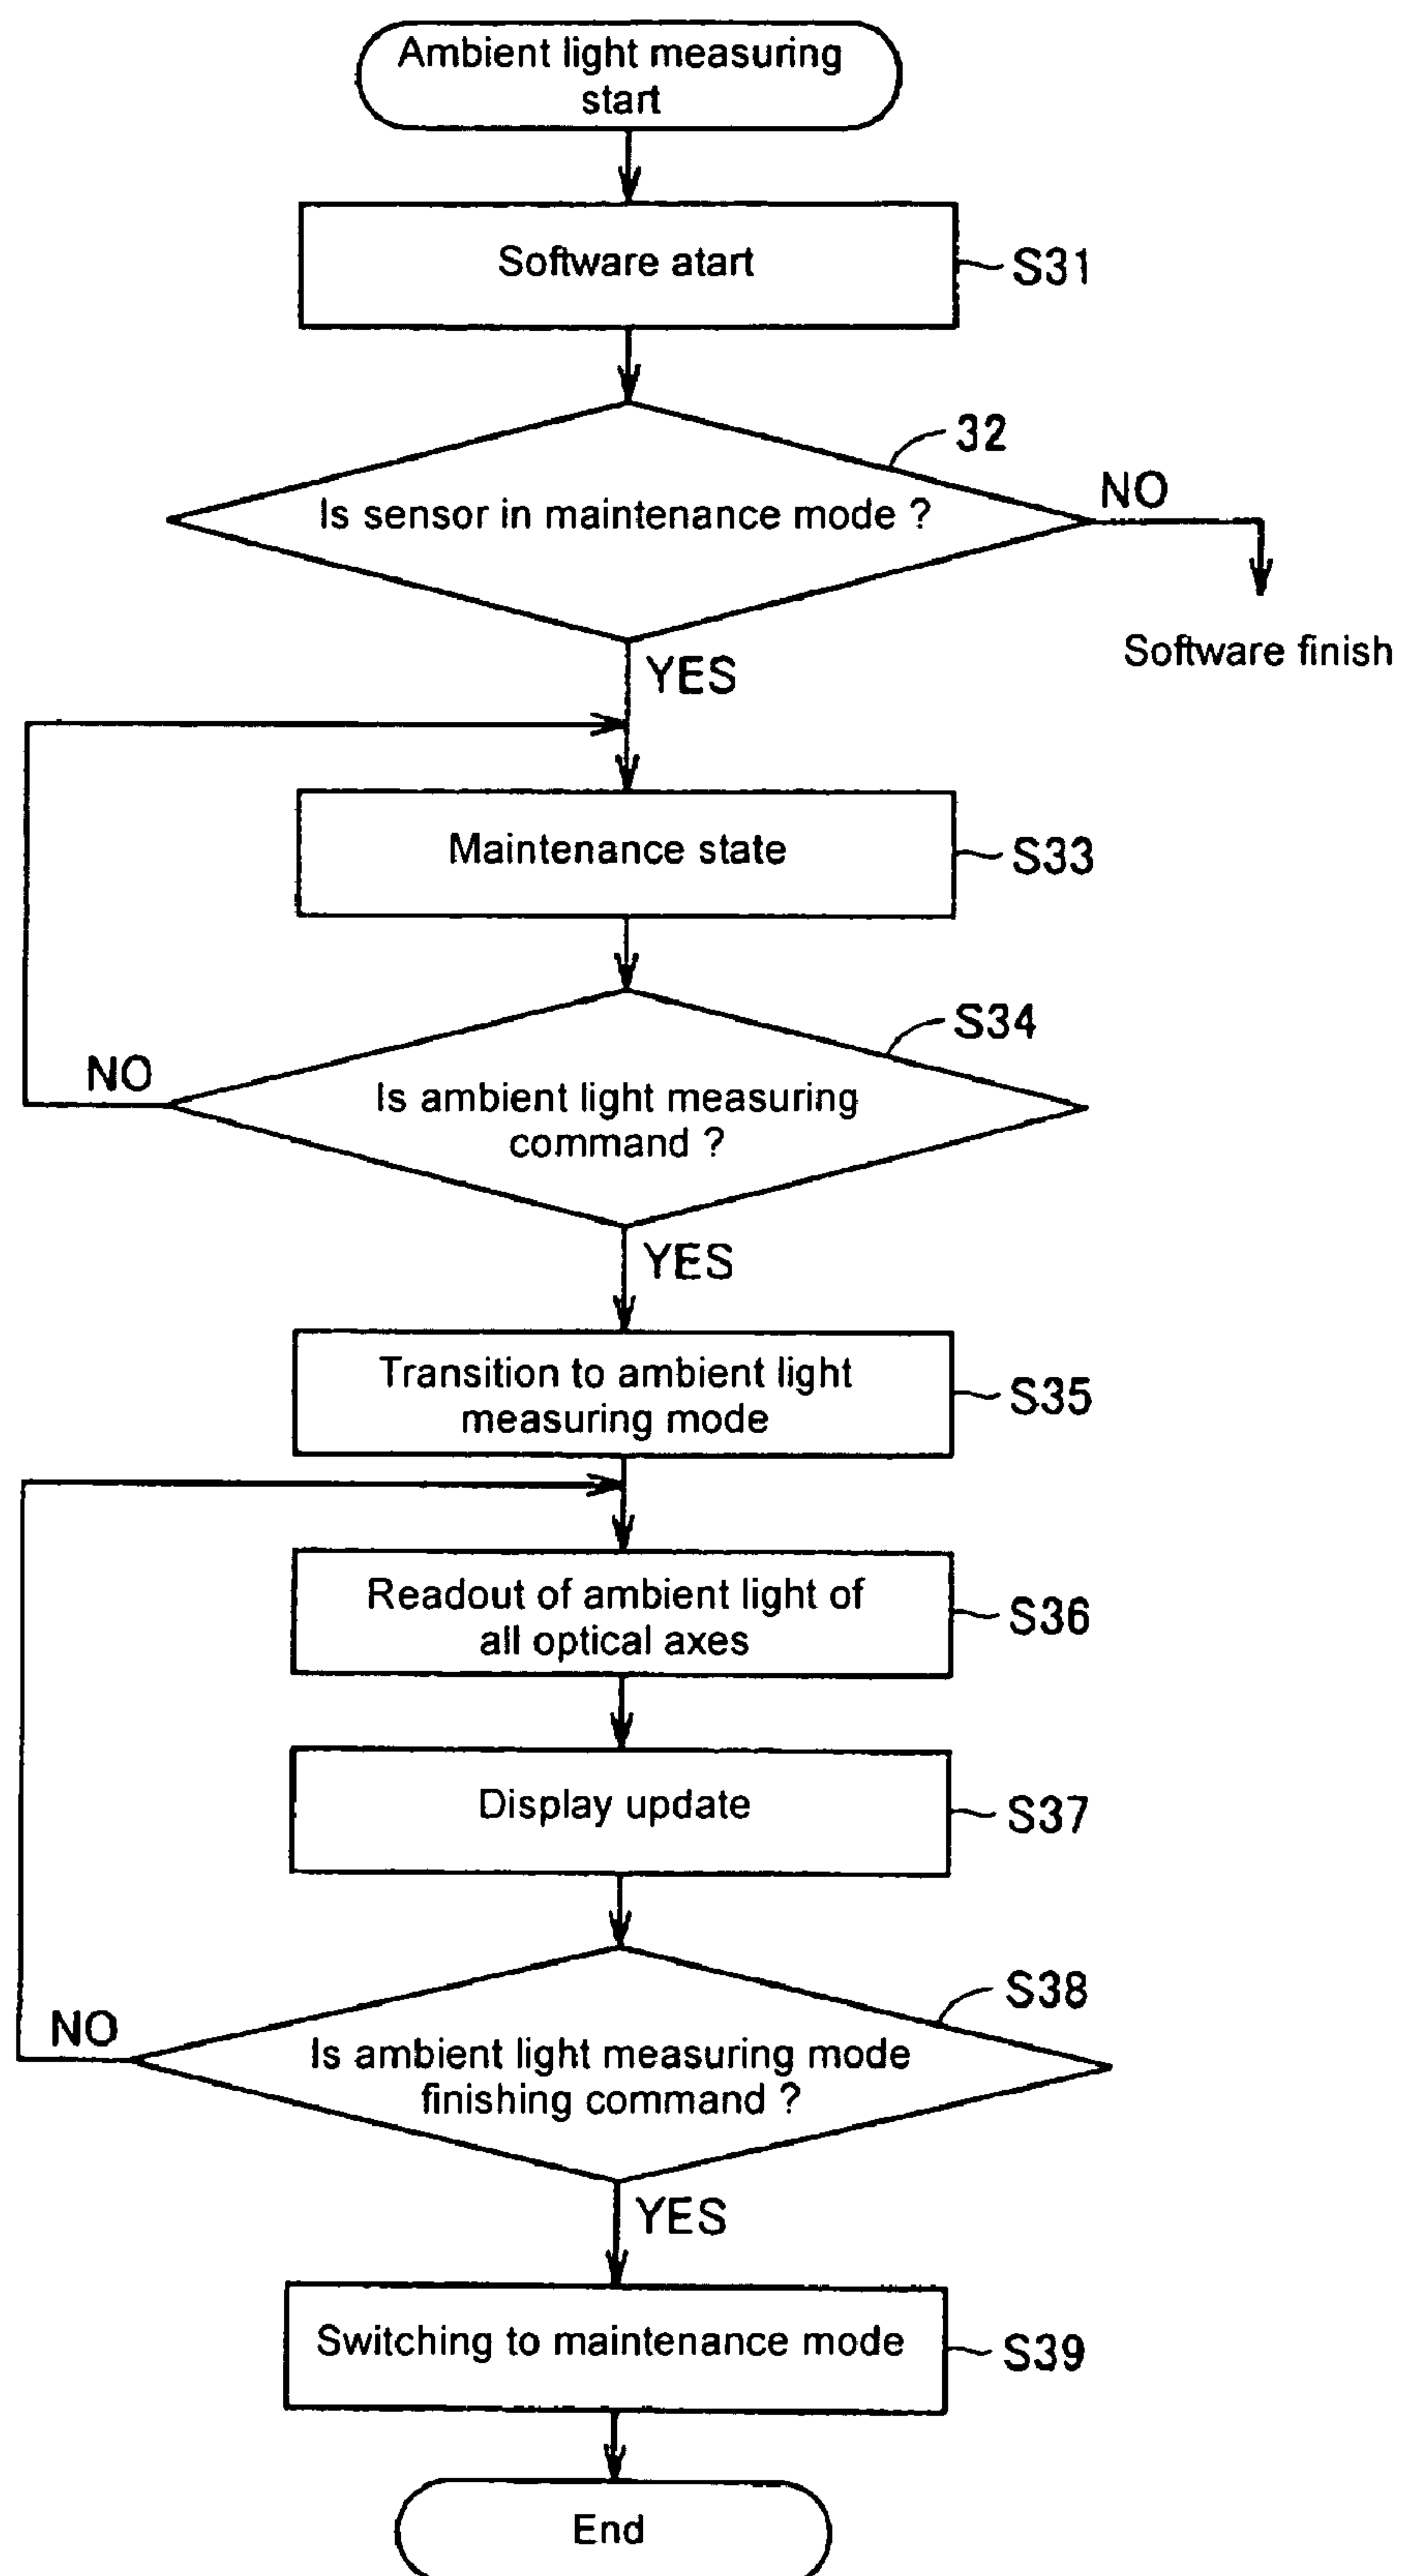 Ambient light measuring
start
Software atart
S31
32
Is sensor in maintenance mode ?
NO
Software finish
YES
Maintenance state
S33
S34
NO
Is ambient light measuring
command ?
YES
Transition to ambient light
measuring mode
S35
Readout of ambient light of
all optical axes
S36
Display update
S37
S38
NO
Is ambient light measuring mode
finishing command ?
YES
Switching to maintenance mode
S39
End